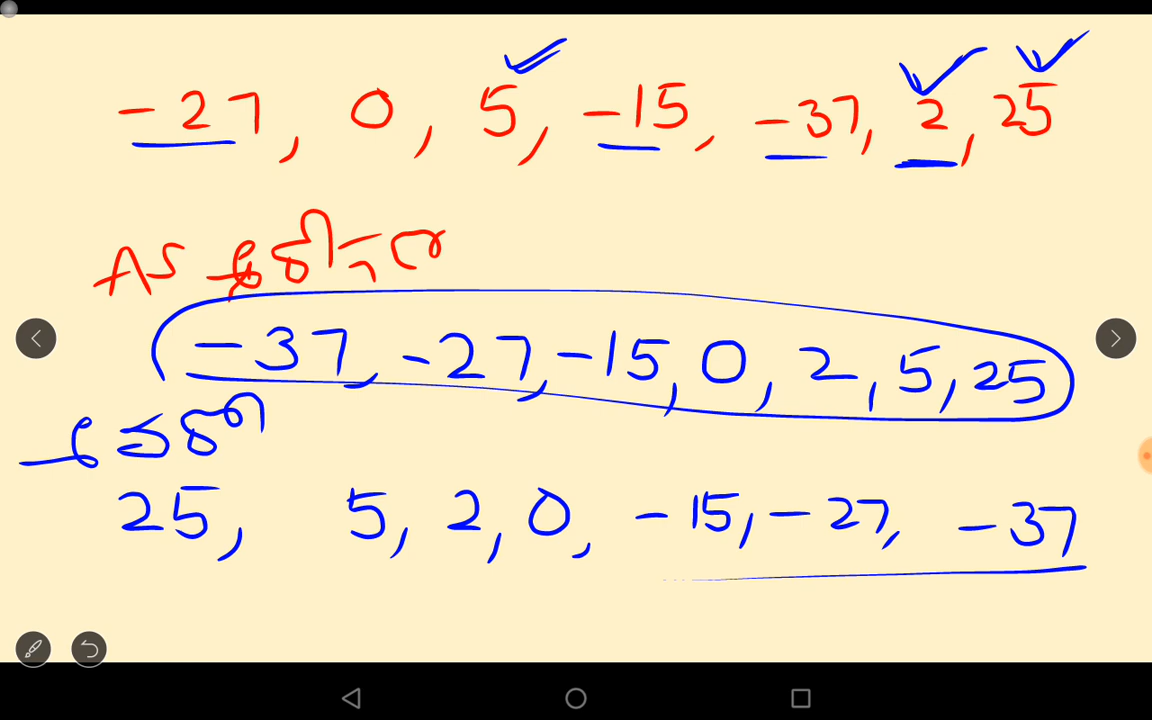 -27, 0, 5, -15, -37, 2, 25
-37, -27, -15, 0, 2, 5, 25
25, 5, 2, 0, -15, -27, -37